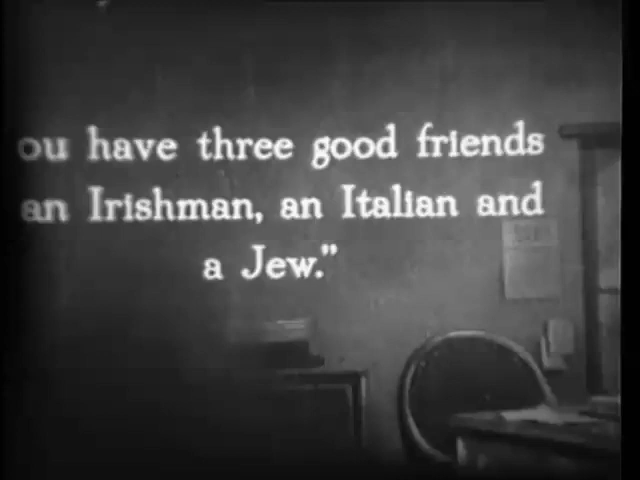 ou have three good friends
an Irishman, an Italian and
a Jew."